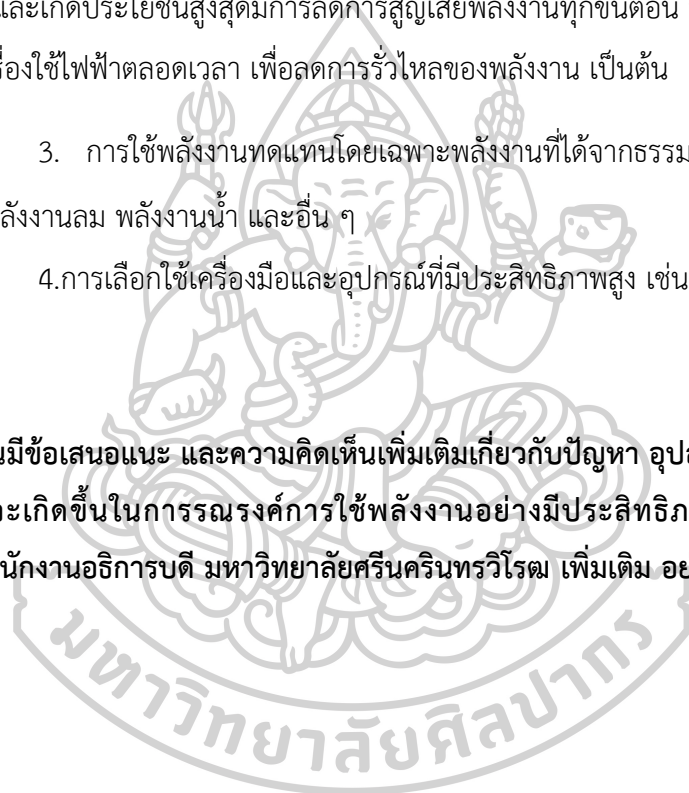 และเกิดประโยชน์สูงสุดมีการลดการสูญเสียพลังงานทุกขั้นตอน
รื่องใช้ไฟฟ้าตลอดเวลา เพื่อลดการรั่วไหลของพลังงาน เป็นต้น
3. การใช้พลังงานทดแทนโดยเฉพาะพลังงานที่ได้จากธรรม
ลังงานลม พลังงานน้ำ และอื่น ๆ
4.การเลือกใช้เครื่องมือและอุปกรณ์ที่มีประสิทธิภาพสูง เช่น
นมีข้อเสนอแนะ และความคิดเห็นเพิ่มเติมเกี่ยวกับปัญหา อุปส
จะเกิดขึ้นในการรณรงค์การใช้พลังงานอย่างมีประสิทธิภ
นักงานอธิการบดี มหาวิทยาลัยศรีนครินทรวิโรฒ เพิ่มเติม อย
มหาวิทยาลัยศิลปากร